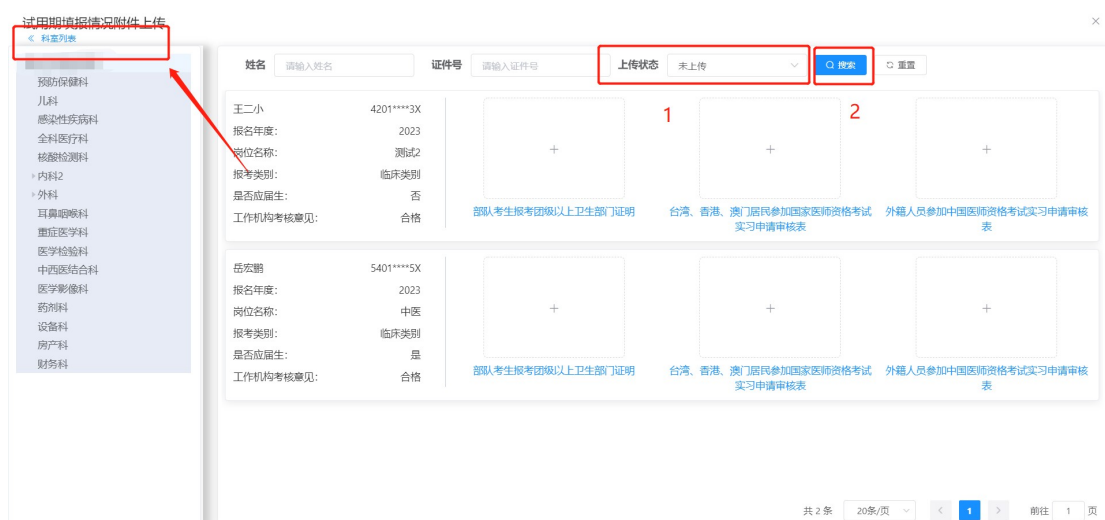 试用期填报情况附件上传
×
《 科室列表
预防保健科
儿科
感染性疾病科
全科医疗科
核酸检测科
内科2
外科
耳鼻咽喉科
重症医学科
医学检验科
中西医结合科
医学影像科
药剂科
设备科
房产科
财务科
姓名 请输入姓名 证件号 请输入证件号 上传状态 未上传 搜索 重置
1 2
王二小 4201****3X
报名年度: 2023
岗位名称: 测试2
报考类别: 临床类别
是否应届生: 否
工作机构考核意见: 合格
+ + +
部队考生报考团级以上卫生部门证明
台湾、香港、澳门居民参加国家医师资格考试
实习申请审核表
外籍人员参加中国医师资格考试实习申请审核
表
岳宏鹏 5401****5X
报名年度: 2023
岗位名称: 中医
报考类别: 临床类别
是否应届生: 是
工作机构考核意见: 合格
+ + +
部队考生报考团级以上卫生部门证明
台湾、香港、澳门居民参加国家医师资格考试
实习申请审核表
外籍人员参加中国医师资格考试实习申请审核
表
共 2 条 20条/页 < 1 > 前往 1 页